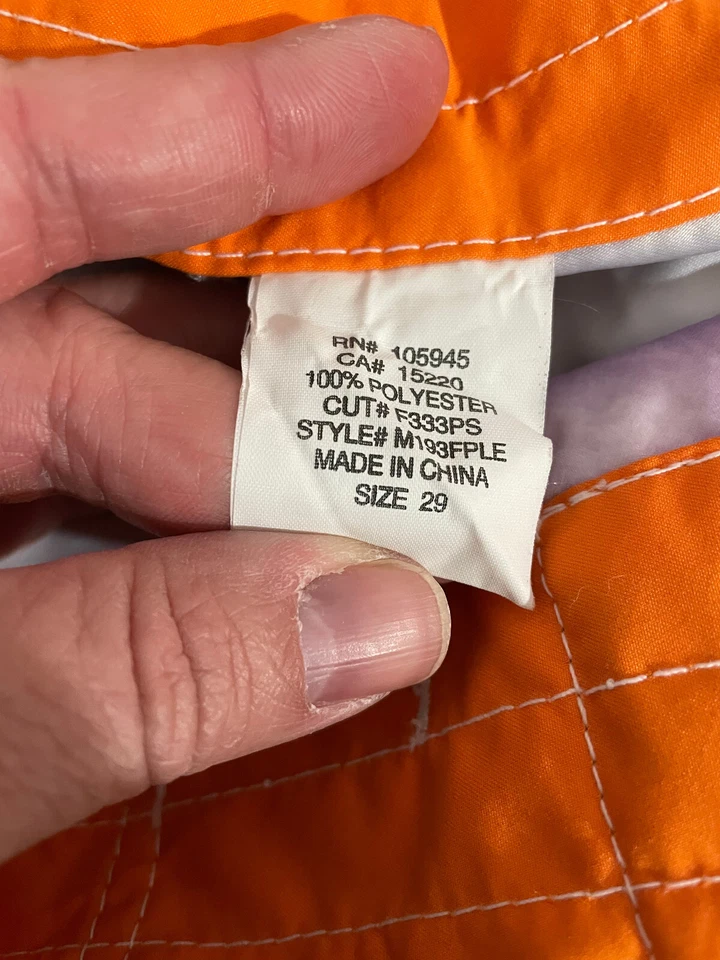 RN# 105945
CA# 15220
100% POLYESTER
CUT# F333PS
STYLE# M193FPLE
MADE IN CHINA
SIZE 29